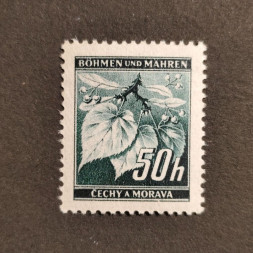 BÖHMEN UND MÄHREN
50h
ČECHY A MORAVA